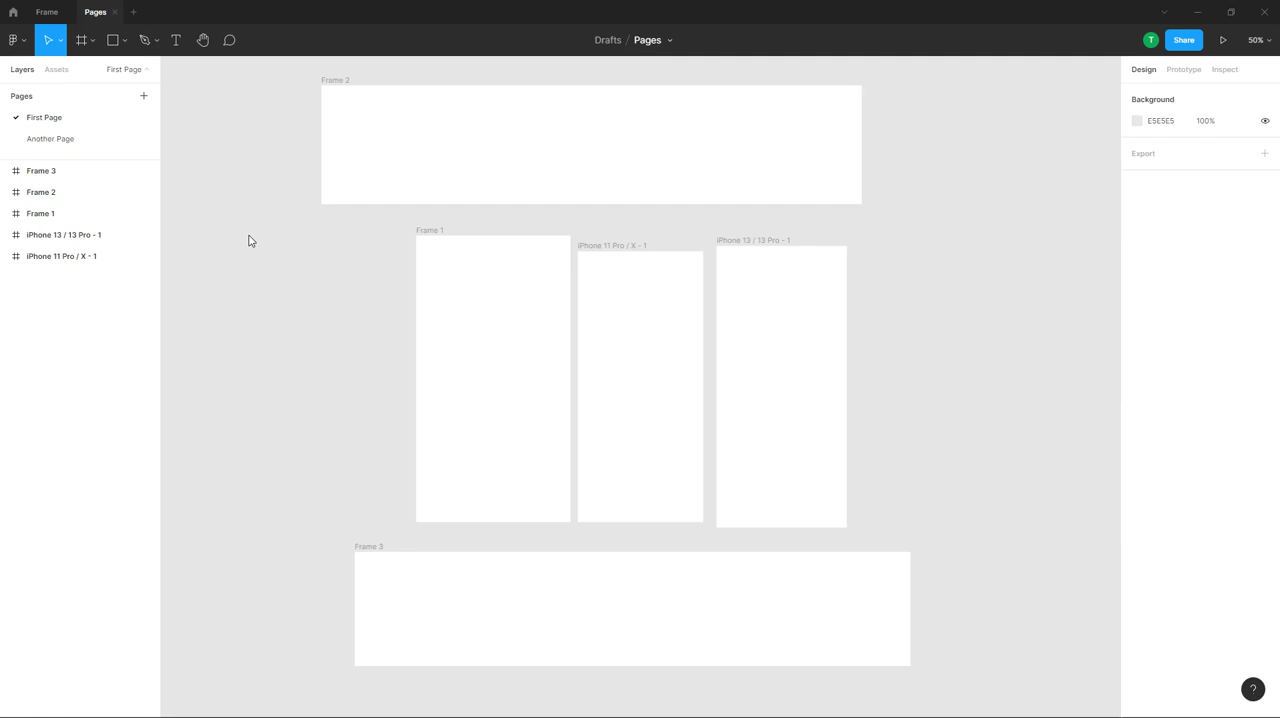 Frame
Pages
Drafts / Pages
T
Share
50%
Layers
Assets
First Page
Pages
First Page
Another Page
Frame 3
Frame 2
Frame 1
iPhone 13 / 13 Pro - 1
iPhone 11 Pro / X - 1
Frame 2
Frame 1
iPhone 11 Pro / X - 1
iPhone 13 / 13 Pro - 1
Frame 3
Design
Prototype
Inspect
Background
E5E5E5
100%
Export
?